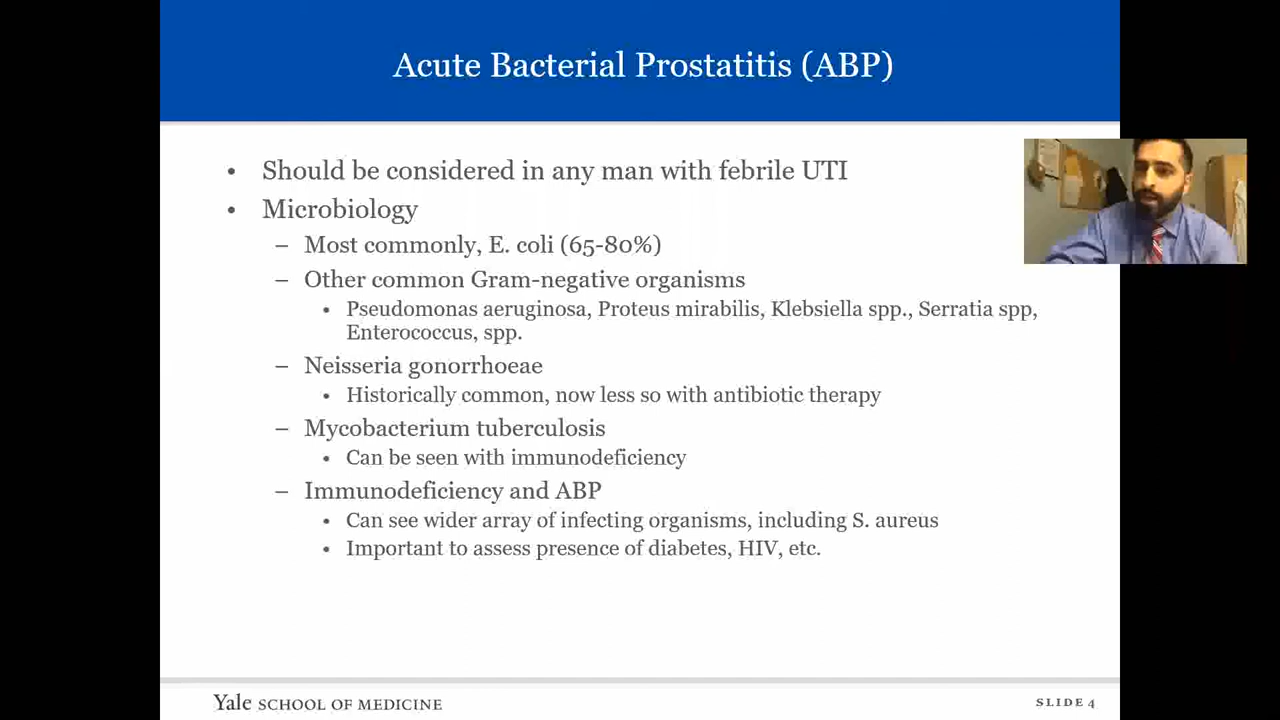 Acute Bacterial Prostatitis (ABP)
• Should be considered in any man with febrile UTI
• Microbiology
– Most commonly, E. coli (65-80%)
– Other common Gram-negative organisms
• Pseudomonas aeruginosa, Proteus mirabilis, Klebsiella spp., Serratia spp,
Enterococcus, spp.
– Neisseria gonorrhoeae
• Historically common, now less so with antibiotic therapy
– Mycobacterium tuberculosis
• Can be seen with immunodeficiency
– Immunodeficiency and ABP
• Can see wider array of infecting organisms, including S. aureus
• Important to assess presence of diabetes, HIV, etc.
Yale SCHOOL OF MEDICINE
SLIDE 4